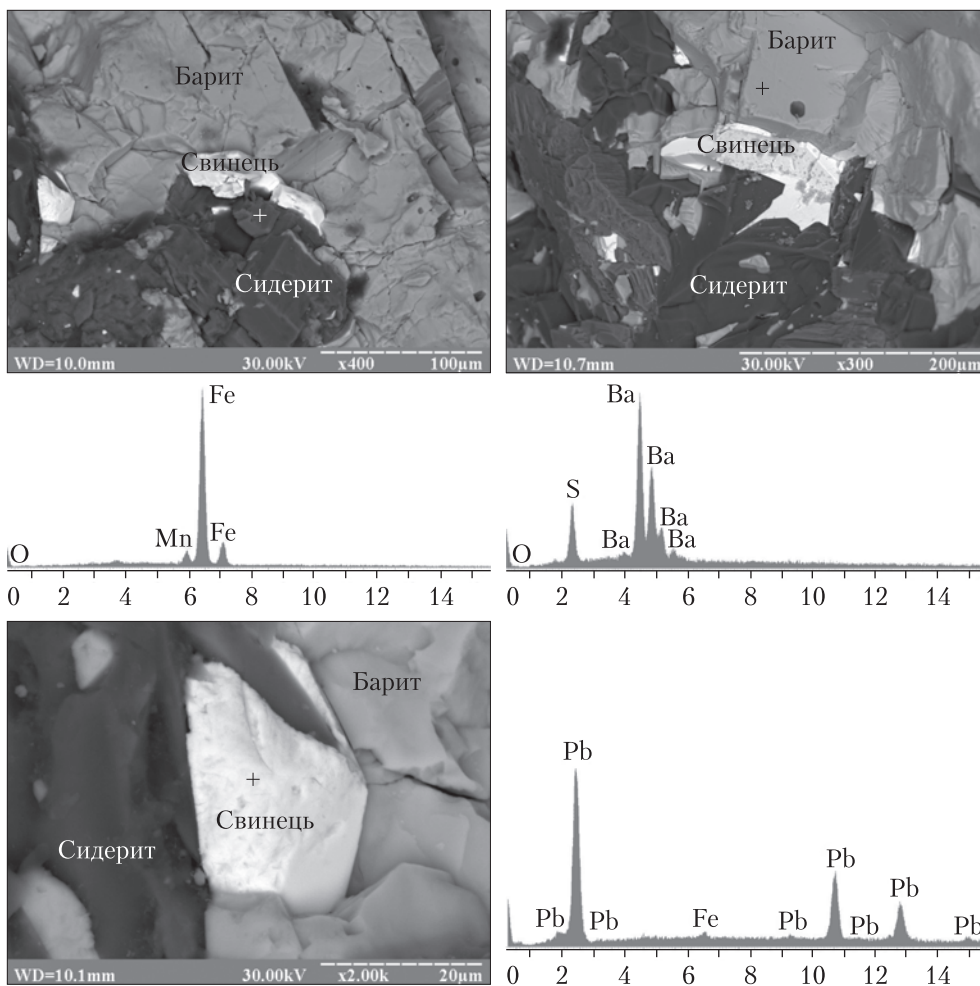 Барит
Свинець
Сидерит
WD=10.0mm 30.00kV x400 100µm
Барит
Свинець
Сидерит
WD=10.7mm 30.00kV x300 200µm
Fe
Mn
Fe
O
0 2 4 6 8 10 12 14
Ba
Ba
S
Ba
Ba
Ba
O
0 2 4 6 8 10 12 14
Барит
Свинець
Сидерит
WD=10.1mm 30.00kV x2.00k 20µm
Pb
Pb
Pb
Pb Pb Fe Pb Pb Pb
0 2 4 6 8 10 12 14